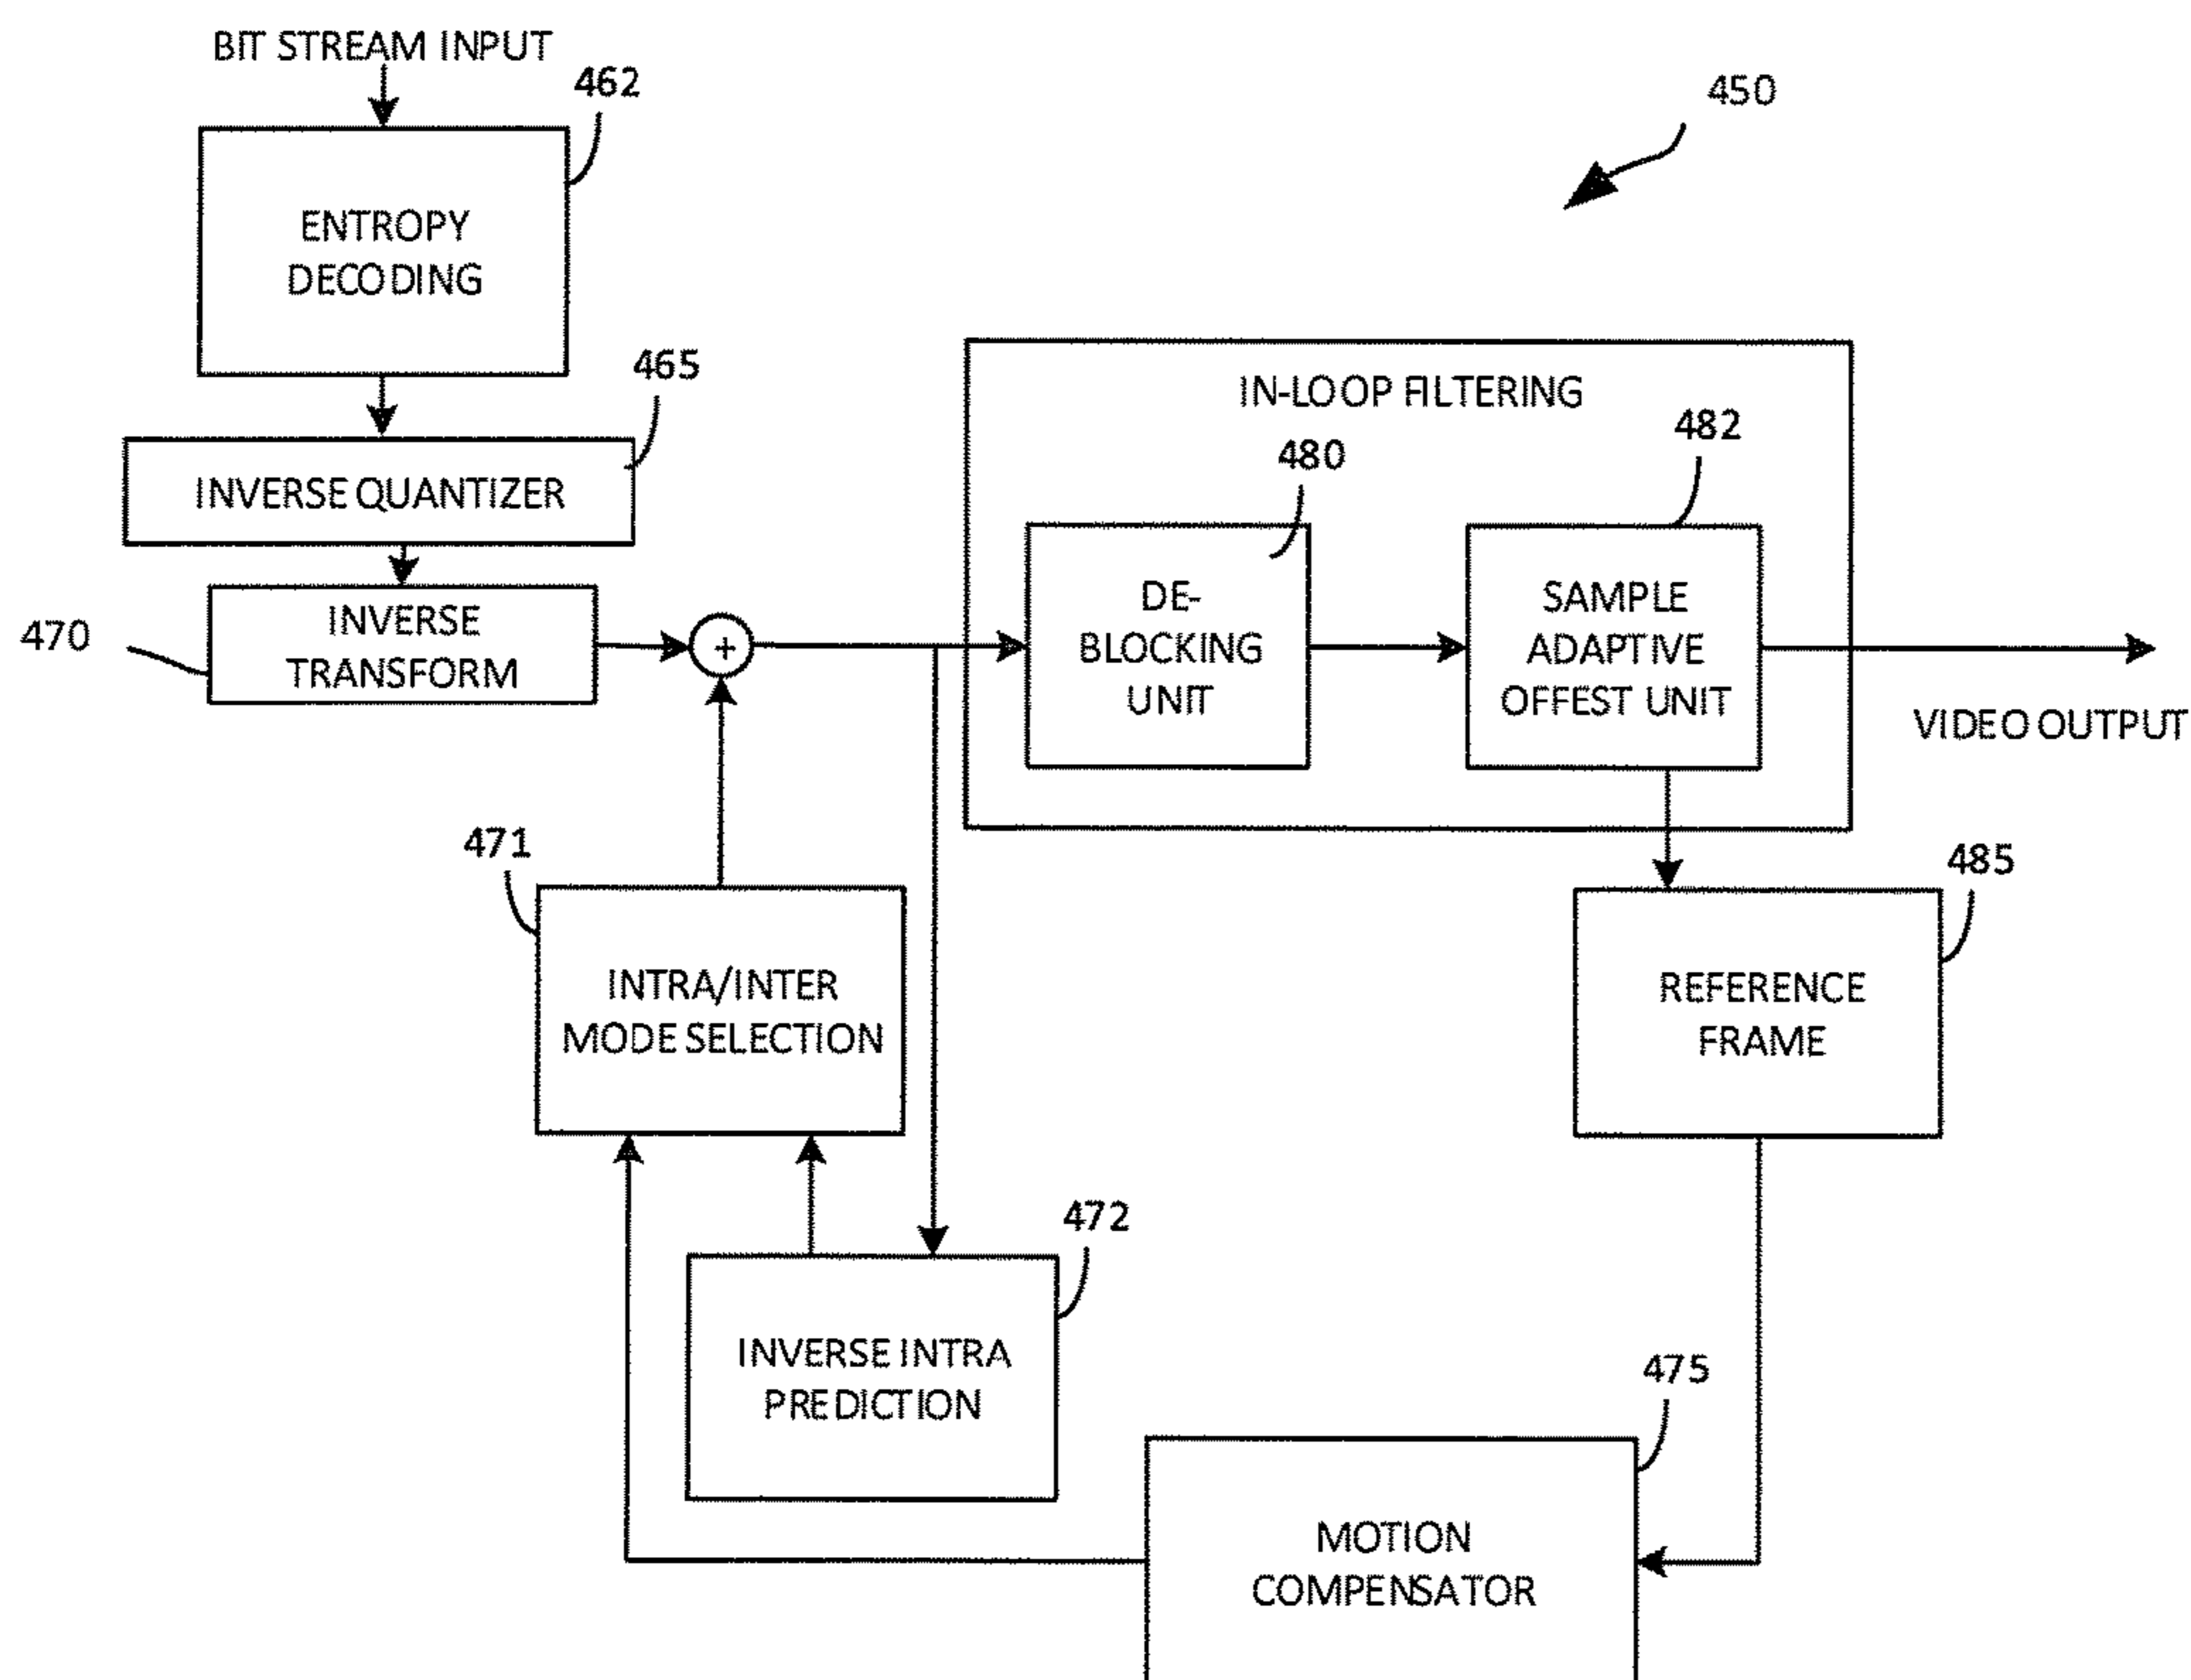 BIT STREAM INPUT
462
450
ENTROPY
DECODING
465
IN-LOOP FILTERING
482
480
INVERSE QUANTIZER
470
INVERSE
TRANSFORM
+
DE-
BLOCKING
UNIT
SAMPLE
ADAPTIVE
OFFEST UNIT
VIDEO OUTPUT
471
485
INTRA/INTER
MODE SELECTION
REFERENCE
FRAME
472
INVERSE INTRA
PREDICTION
475
MOTION
COMPENSATOR